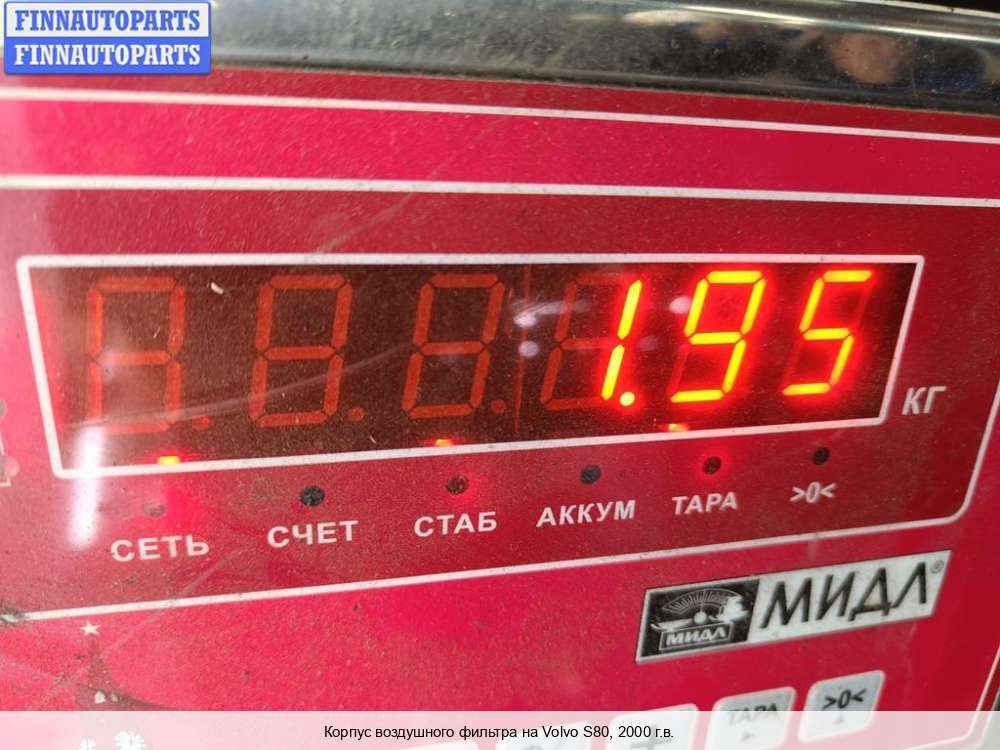 FINNAUTOPARTS
FINNAUTOPARTS
1.95
КГ
СЕТЬ СЧЕТ СТАБ АККУМ ТАРА >0<
МИДЛ МИДЛ®
ТАРА >0<
Корпус воздушного фильтра на Volvo S80, 2000 г.в.